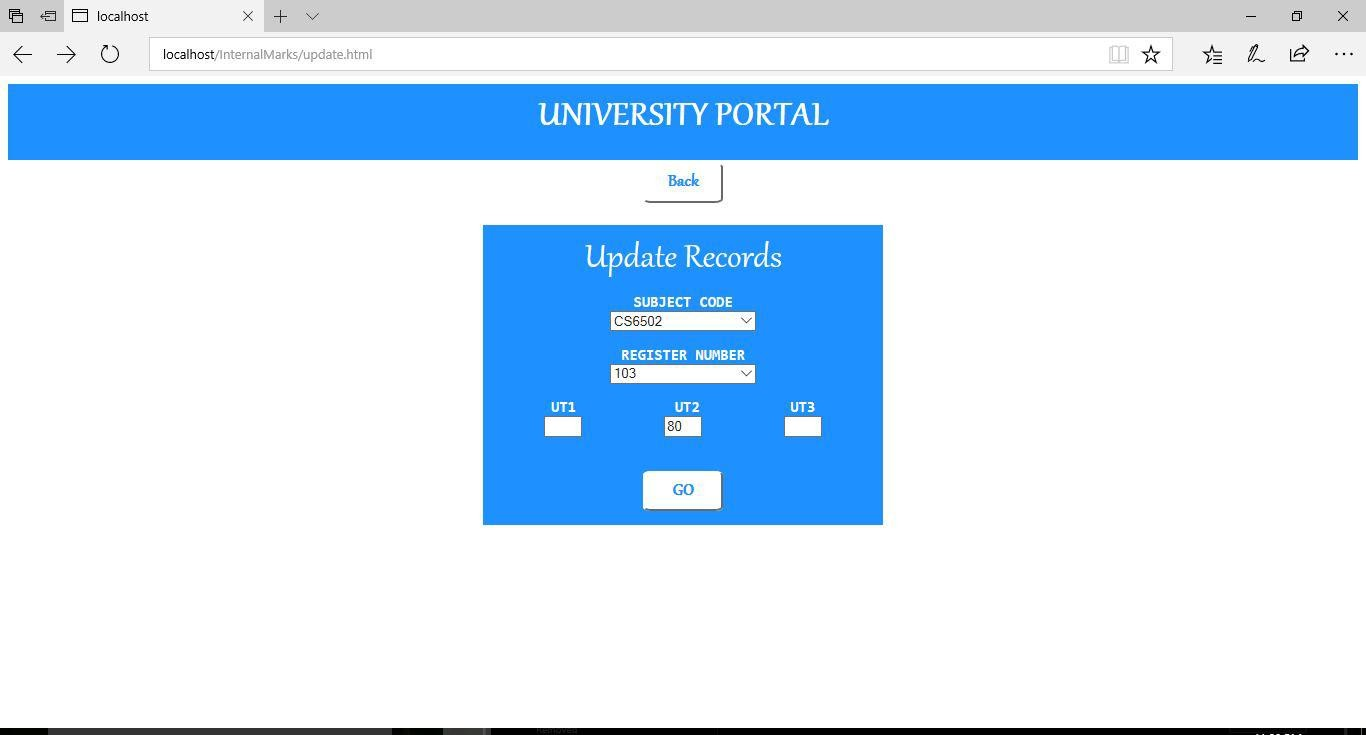 localhost
localhost/InternalMarks/update.html
UNIVERSITY PORTAL
Back
Update Records
SUBJECT CODE
CS6502
REGISTER NUMBER
103
UT1 UT2 UT3
80
GO
Removed